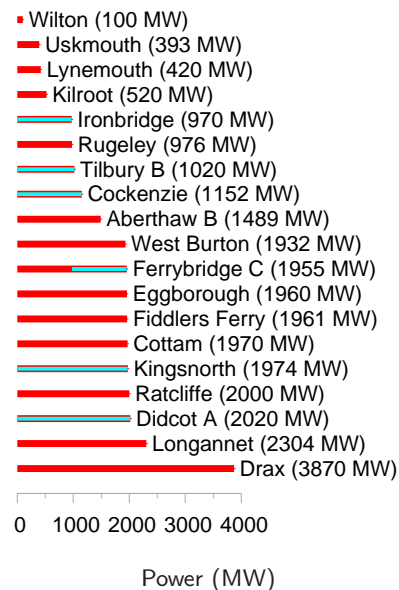 Wilton (100 MW)
Uskmouth (393 MW)
Lynemouth (420 MW)
Kilroot (520 MW)
Ironbridge (970 MW)
Rugeley (976 MW)
Tilbury B (1020 MW)
Cockenzie (1152 MW)
Aberthaw B (1489 MW)
West Burton (1932 MW)
Ferrybridge C (1955 MW)
Eggborough (1960 MW)
Fiddlers Ferry (1961 MW)
Cottam (1970 MW)
Kingsnorth (1974 MW)
Ratcliffe (2000 MW)
Didcot A (2020 MW)
Longannet (2304 MW)
Drax (3870 MW)
0 1000 2000 3000 4000
Power (MW)